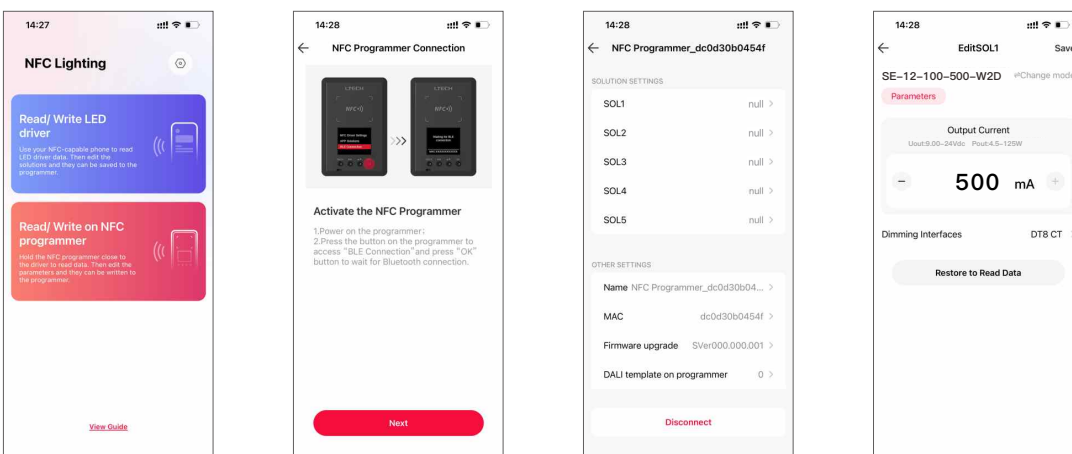 14:27
NFC Lighting
Read/ Write LED
driver
Use your NFC-capable phone to read
LED driver data. Then edit the
solutions and they can be saved to the
programmer.
Read/ Write on NFC
programmer
Hold the NFC programmer close to
the driver to read data. Then edit the
parameters and they can be written to
the programmer.
View Guide
14:28
NFC Programmer Connection
LTECH
NFC
LTECH
NFC
>>>
Activate the NFC Programmer
1.Power on the programmer;
2.Press the button on the programmer to
access "BLE Connection"and press "OK"
button to wait for Bluetooth connection.
Next
14:28
NFC Programmer_dc0d30b0454f
SOLUTION SETTINGS
SOL1 null >
SOL2 null >
SOL3 null >
SOL4 null >
SOL5 null >
OTHER SETTINGS
Name NFC Programmer_dc0d30b04... >
MAC dc0d30b0454f >
Firmware upgrade SVer000.000.001 >
DALI template on programmer 0 >
Disconnect
14:28
EditSOL1 Save
SE-12-100-500-W2D ⇌Change mode
Parameters
Output Current
Uout:9.00-24Vdc Pout:4.5-125W
− 500 mA +
Dimming Interfaces DT8 CT
Restore to Read Data